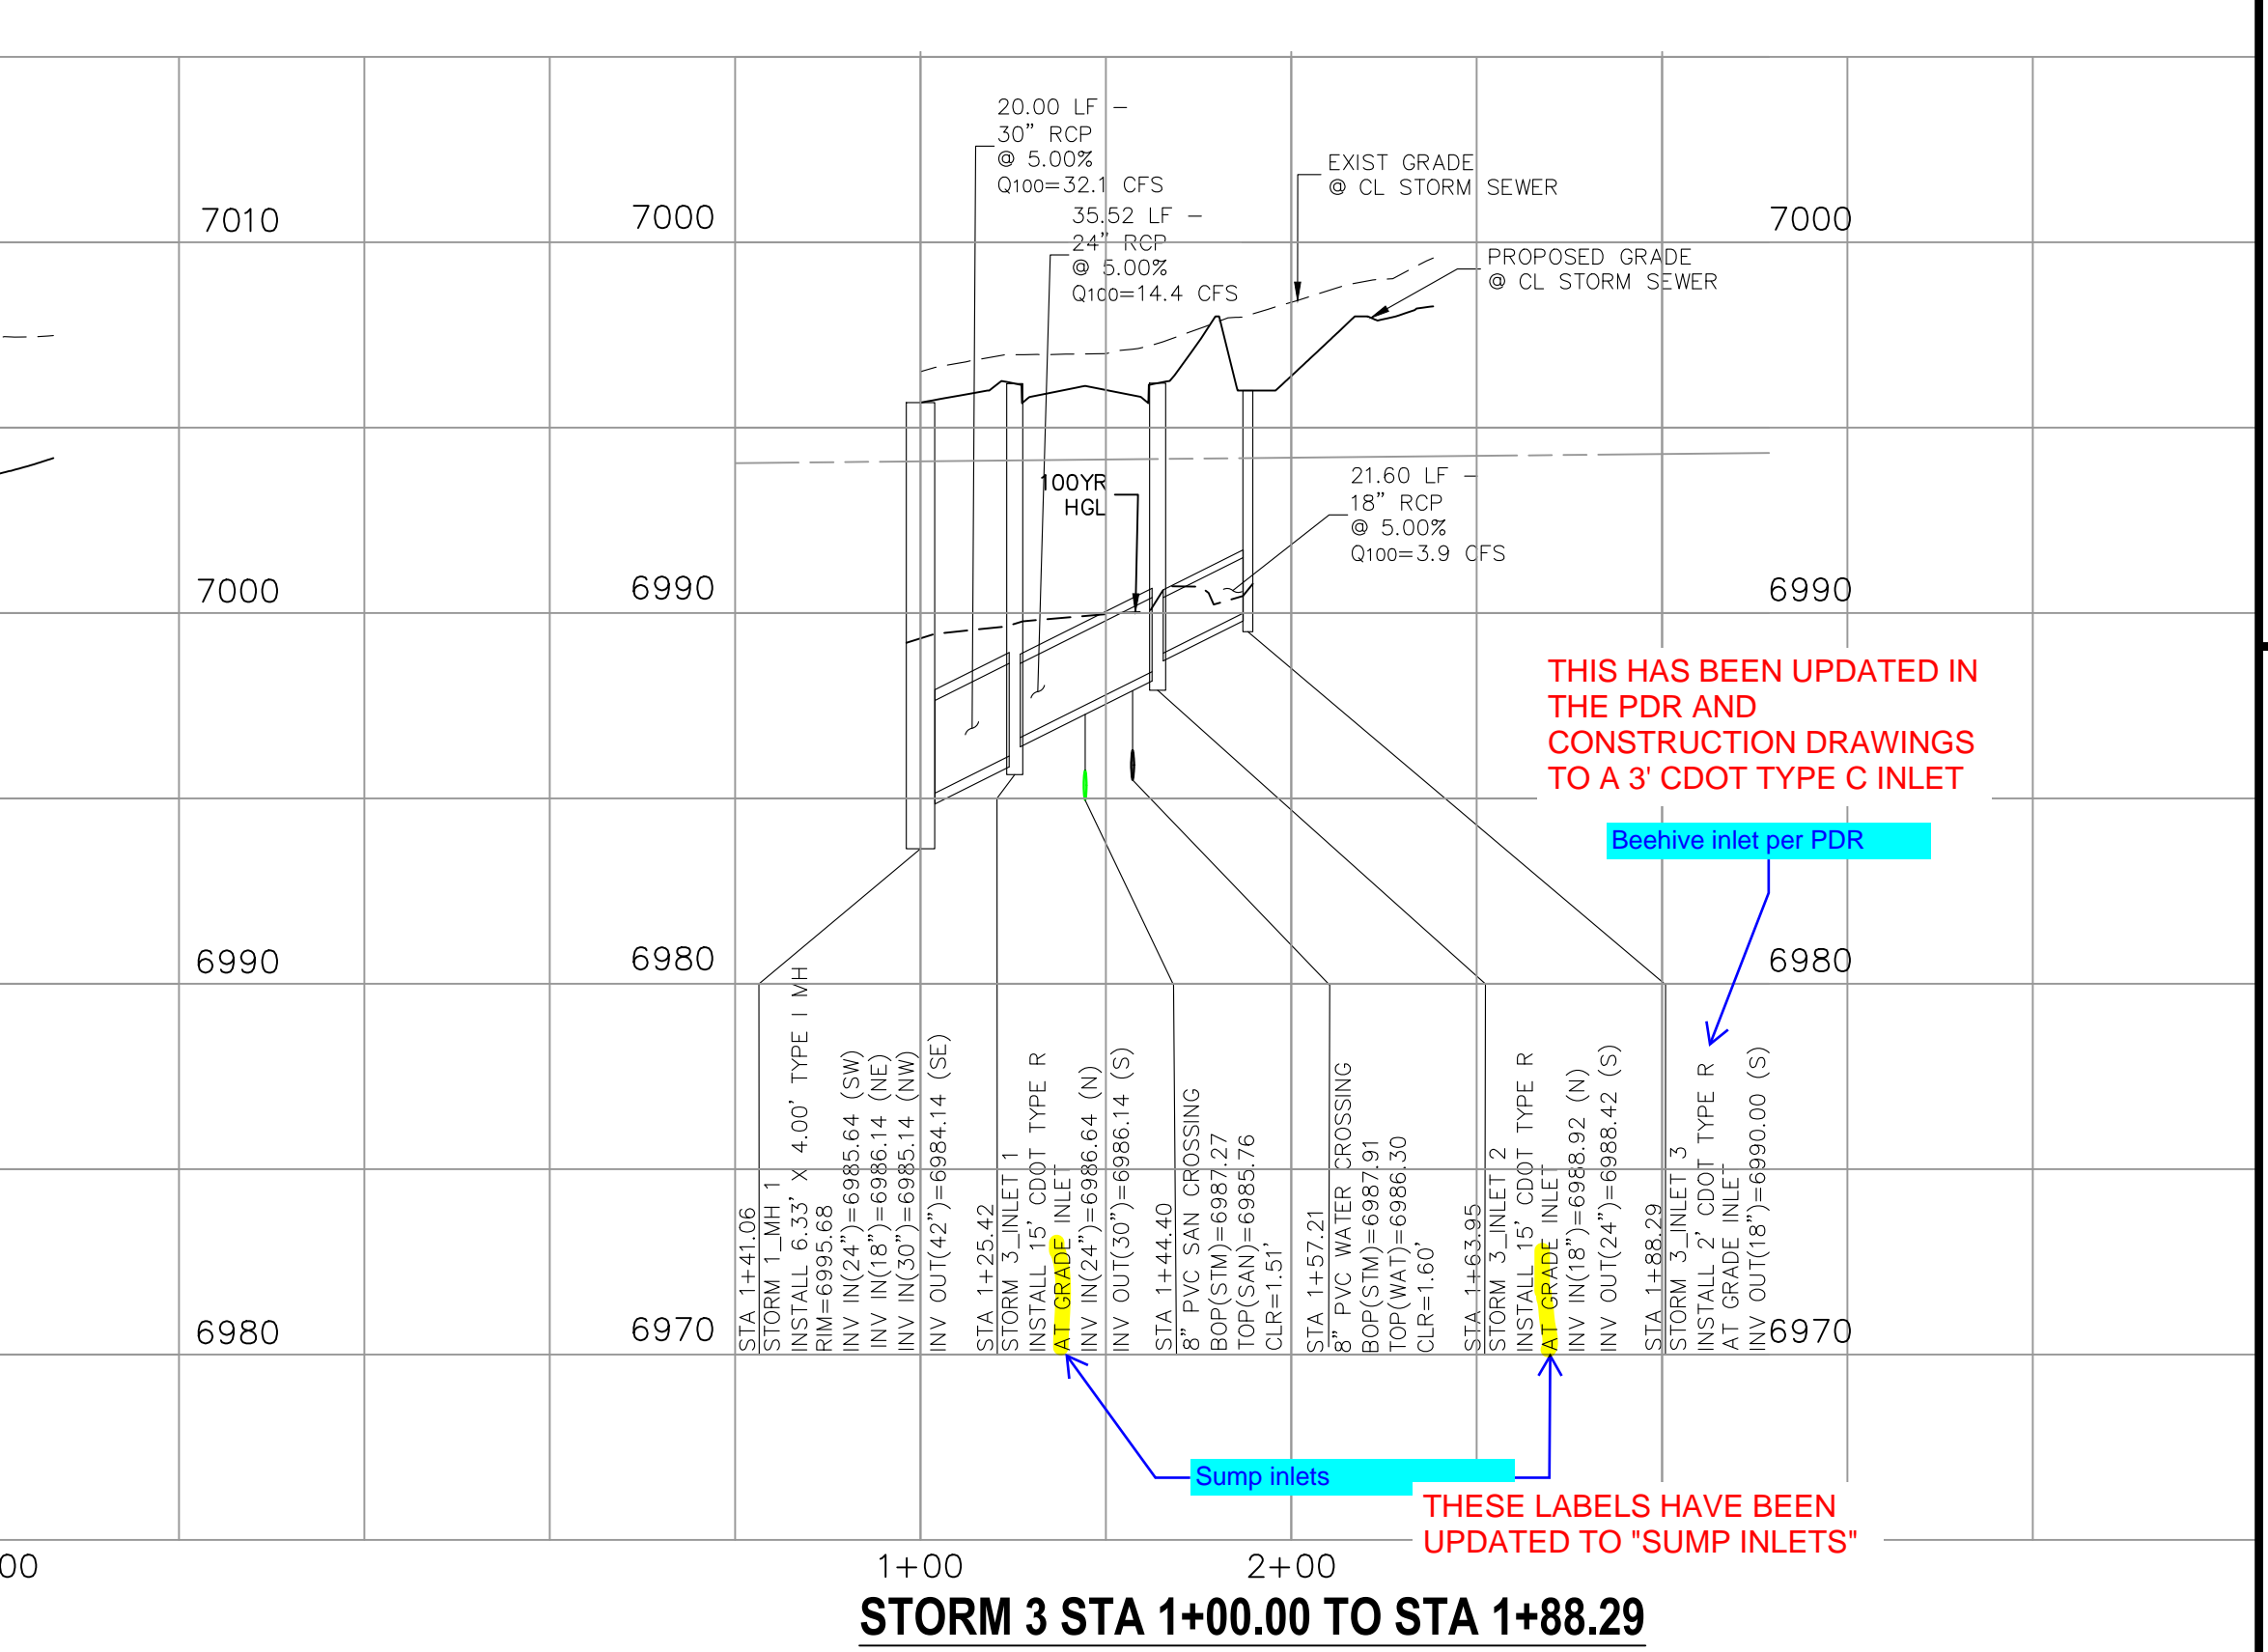 20.00 LF –
30" RCP
@ 5.00%
Q100=32.1 CFS
35.52 LF –
24" RCP
@ 5.00%
Q100=14.4 CFS
EXIST GRADE
@ CL STORM SEWER
PROPOSED GRADE
@ CL STORM SEWER
7010
7000
7000
100YR
HGL
21.60 LF –
18" RCP
@ 5.00%
Q100=3.9 CFS
7000
6990
6990
THIS HAS BEEN UPDATED IN
THE PDR AND
CONSTRUCTION DRAWINGS
TO A 3' CDOT TYPE C INLET
Beehive inlet per PDR
6990
6980
6980
STA 1+41.06
STORM 1_MH 1
INSTALL 6.33' X 4.00' TYPE I MH
RIM=6995.68
INV IN(24")=6985.64 (SW)
INV IN(18")=6986.14 (NE)
INV IN(30")=6985.14 (NW)
INV OUT(42")=6984.14 (SE)
STA 1+25.42
STORM 3_INLET 1
INSTALL 15' CDOT TYPE R
AT GRADE INLET
INV IN(24")=6986.64 (N)
INV OUT(30")=6986.14 (S)
STA 1+44.40
8" PVC SAN CROSSING
BOP(STM)=6987.27
TOP(SAN)=6985.76
CLR=1.51'
STA 1+57.21
8" PVC WATER CROSSING
BOP(STM)=6987.91
TOP(WAT)=6986.30
CLR=1.60'
STA 1+63.95
STORM 3_INLET 2
INSTALL 15' CDOT TYPE R
AT GRADE INLET
INV IN(18")=6988.92 (N)
INV OUT(24")=6988.42 (S)
STA 1+88.29
STORM 3_INLET 3
INSTALL 2' CDOT TYPE R
AT GRADE INLET
INV OUT(18")=6990.00 (S)
6980
6970
6970
Sump inlets
THESE LABELS HAVE BEEN
UPDATED TO "SUMP INLETS"
00
1+00
2+00
STORM 3 STA 1+00.00 TO STA 1+88.29